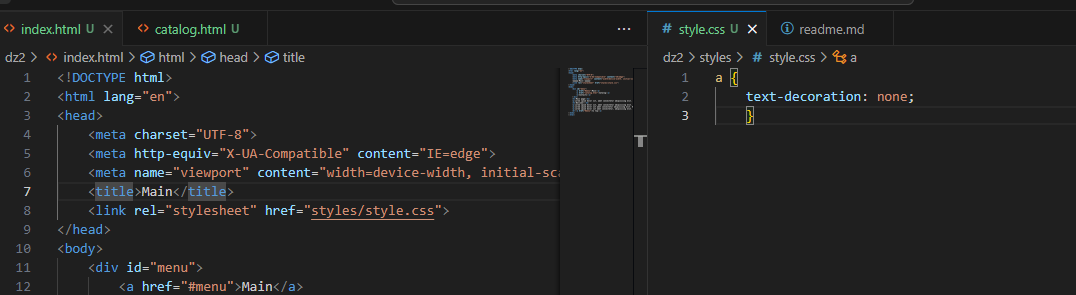 index.html U
catalog.html U
dz2 > index.html > html > head > title
1 <!DOCTYPE html>
2 <html lang="en">
3 <head>
4 <meta charset="UTF-8">
5 <meta http-equiv="X-UA-Compatible" content="IE=edge">
6 <meta name="viewport" content="width=device-width, initial-sca
7 <title>Main</title>
8 <link rel="stylesheet" href="styles/style.css">
9 </head>
10 <body>
11 <div id="menu">
12 <a href="#menu">Main</a>
style.css U
readme.md
dz2 > styles > style.css > a
1 a {
2 text-decoration: none;
3 }